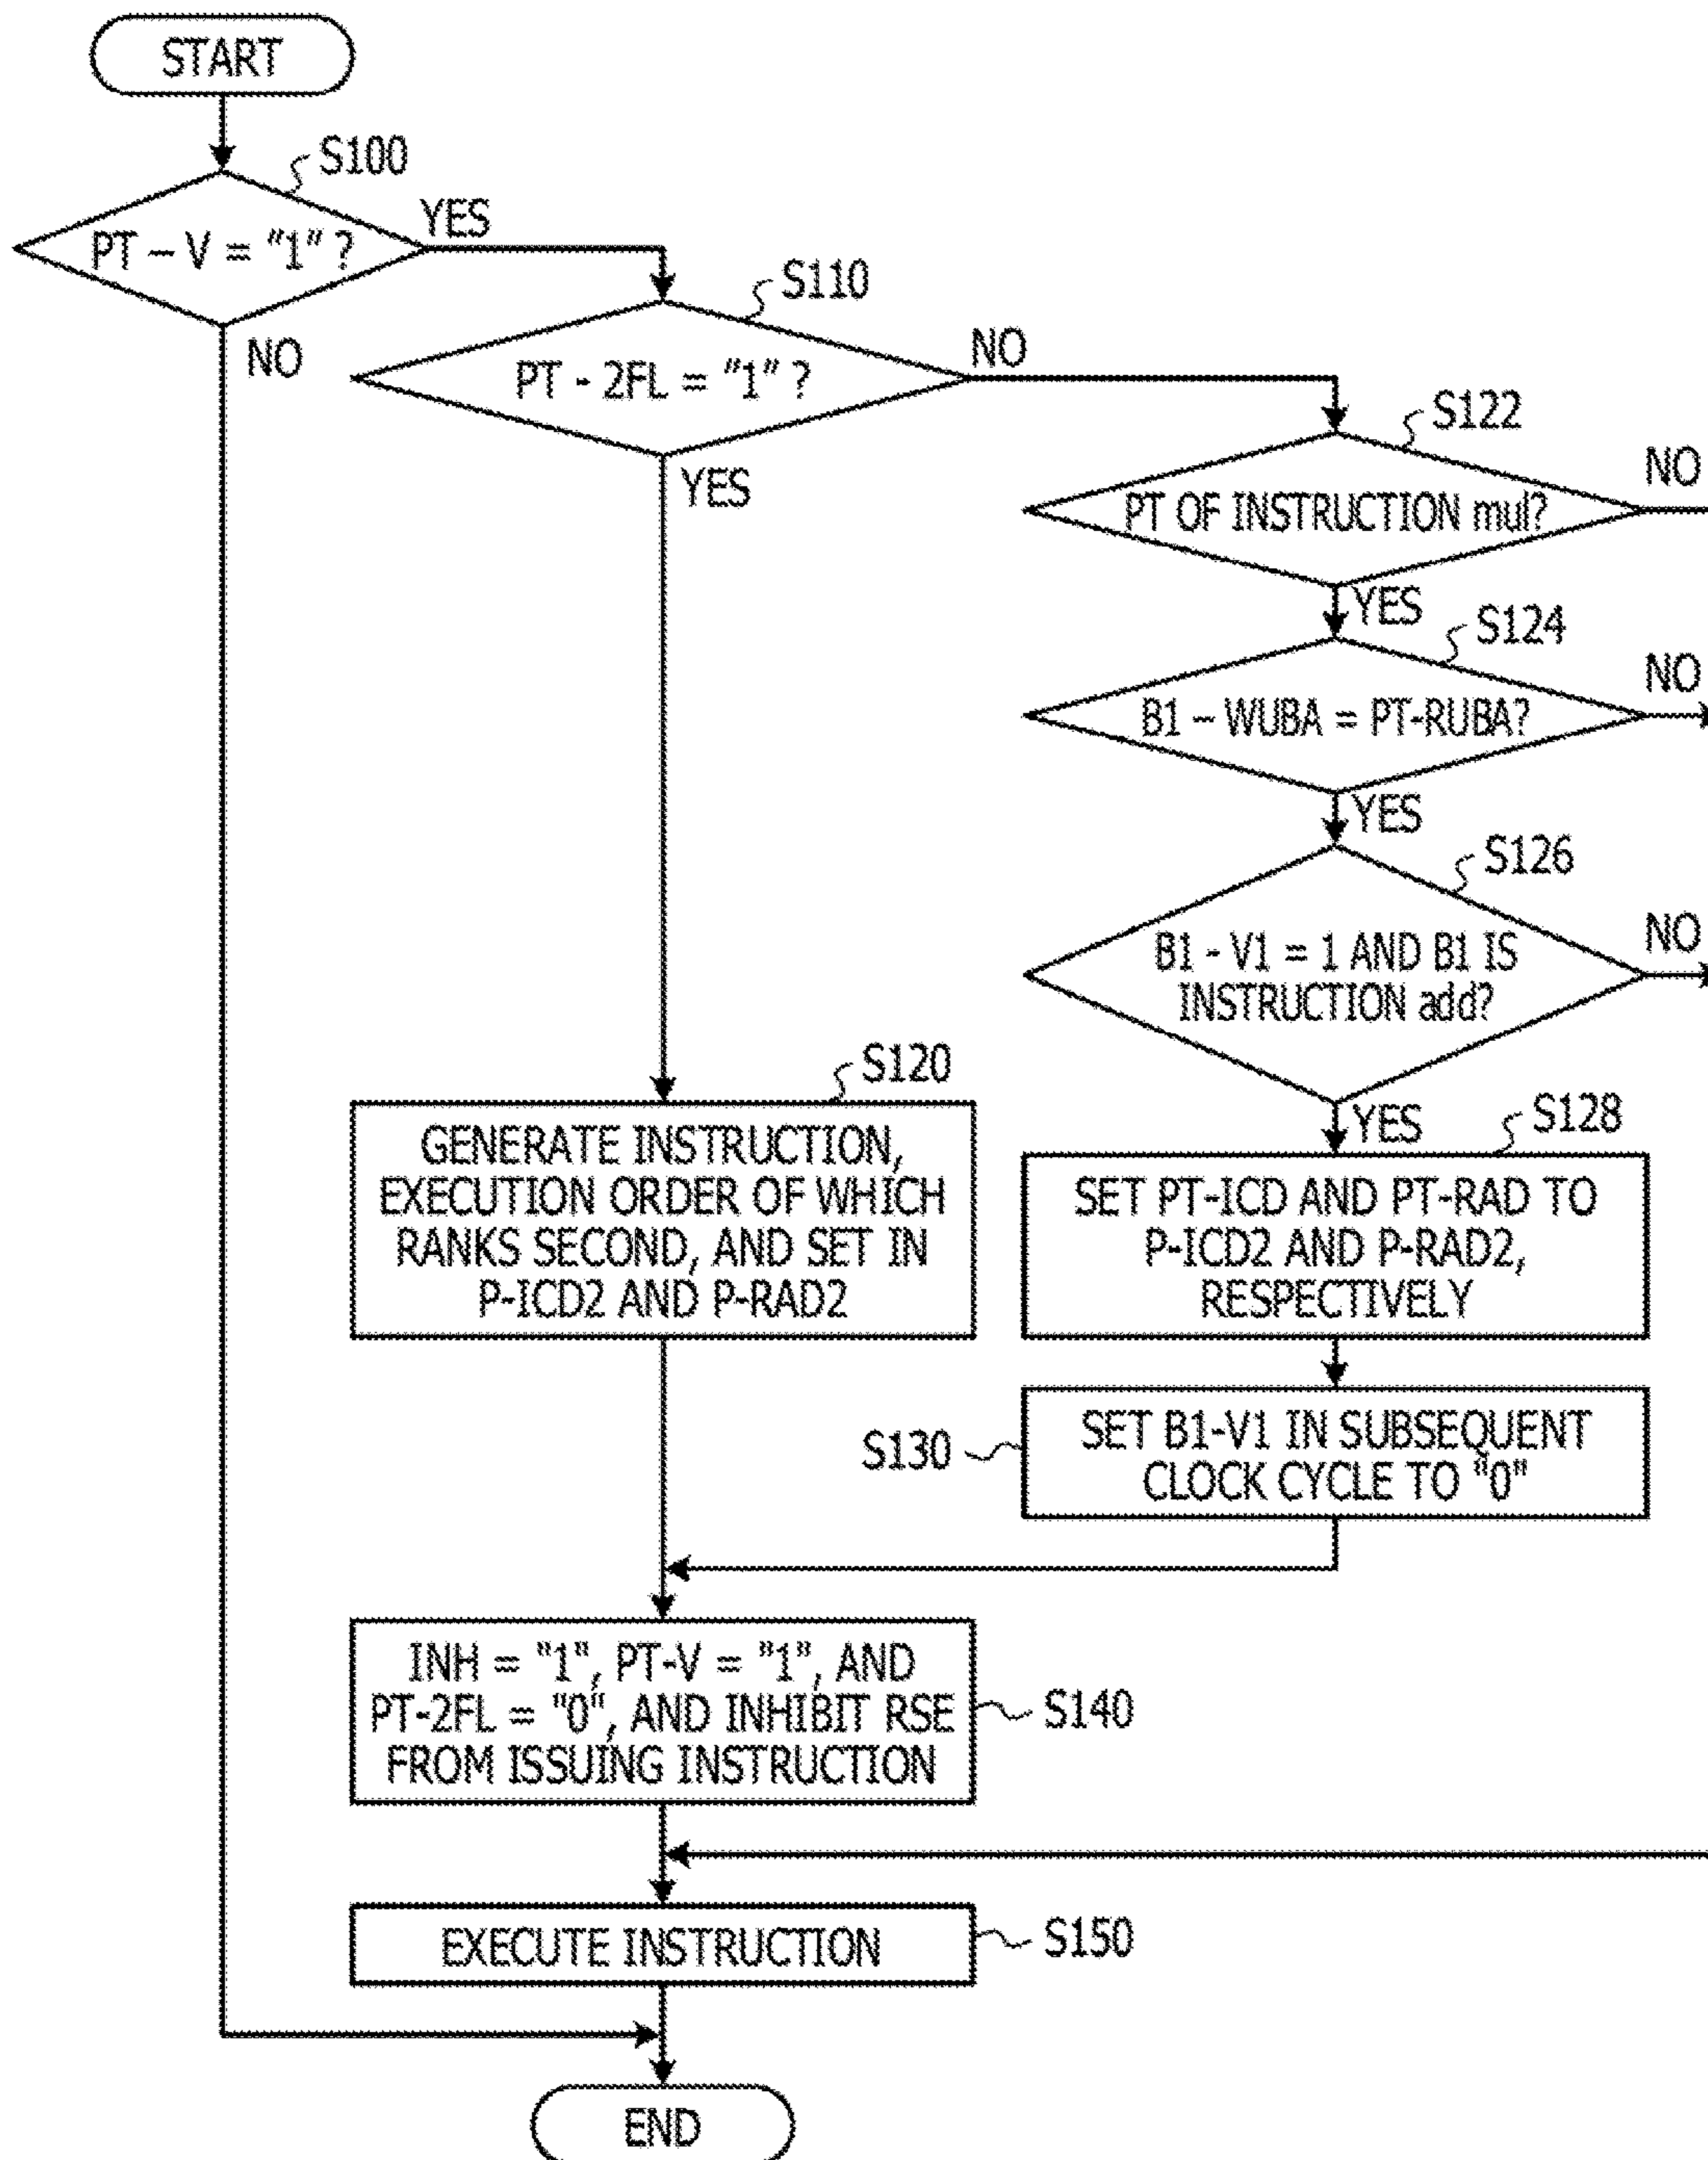 START
S100
PT – V = "1" ?
YES
NO
S110
PT - 2FL = "1" ?
NO
YES
S122
PT OF INSTRUCTION mul?
NO
YES
S124
B1 – WUBA = PT-RUBA?
NO
YES
S126
B1 - V1 = 1 AND B1 IS
INSTRUCTION add?
NO
YES
S120
GENERATE INSTRUCTION,
EXECUTION ORDER OF WHICH
RANKS SECOND, AND SET IN
P-ICD2 AND P-RAD2
S128
SET PT-ICD AND PT-RAD TO
P-ICD2 AND P-RAD2,
RESPECTIVELY
S130
SET B1-V1 IN SUBSEQUENT
CLOCK CYCLE TO "0"
INH = "1", PT-V = "1", AND
PT-2FL = "0", AND INHIBIT RSE
FROM ISSUING INSTRUCTION
S140
EXECUTE INSTRUCTION
S150
END